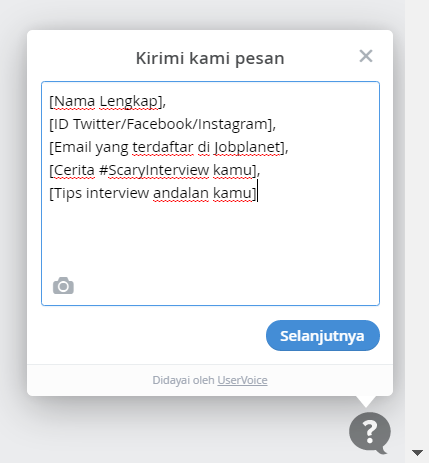 Kirimi kami pesan
[Nama Lengkap],
[ID Twitter/Facebook/Instagram],
[Email yang terdaftar di Jobplanet],
[Cerita #ScaryInterview kamu],
[Tips interview andalan kamu]
Selanjutnya
Didayai oleh UserVoice
?